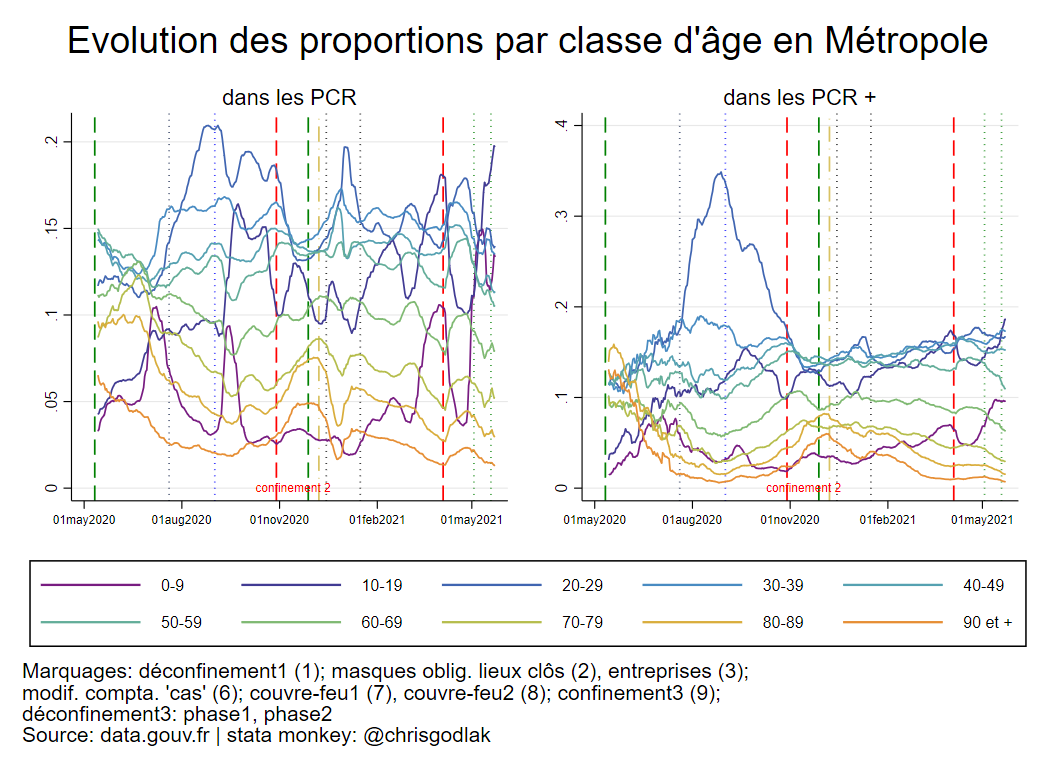 Evolution des proportions par classe d'âge en Métropole
dans les PCR
dans les PCR +
.2
.15
.1
.05
0
.4
.3
.2
.1
0
confinement 2
confinement 2
01may2020 01aug2020 01nov2020 01feb2021 01may2021
01may2020 01aug2020 01nov2020 01feb2021 01may2021
0-9 10-19 20-29 30-39 40-49
50-59 60-69 70-79 80-89 90 et +
Marquages: déconfinement1 (1); masques oblig. lieux clôs (2), entreprises (3);
modif. compta. 'cas' (6); couvre-feu1 (7), couvre-feu2 (8); confinement3 (9);
déconfinement3: phase1, phase2
Source: data.gouv.fr | stata monkey: @chrisgodlak